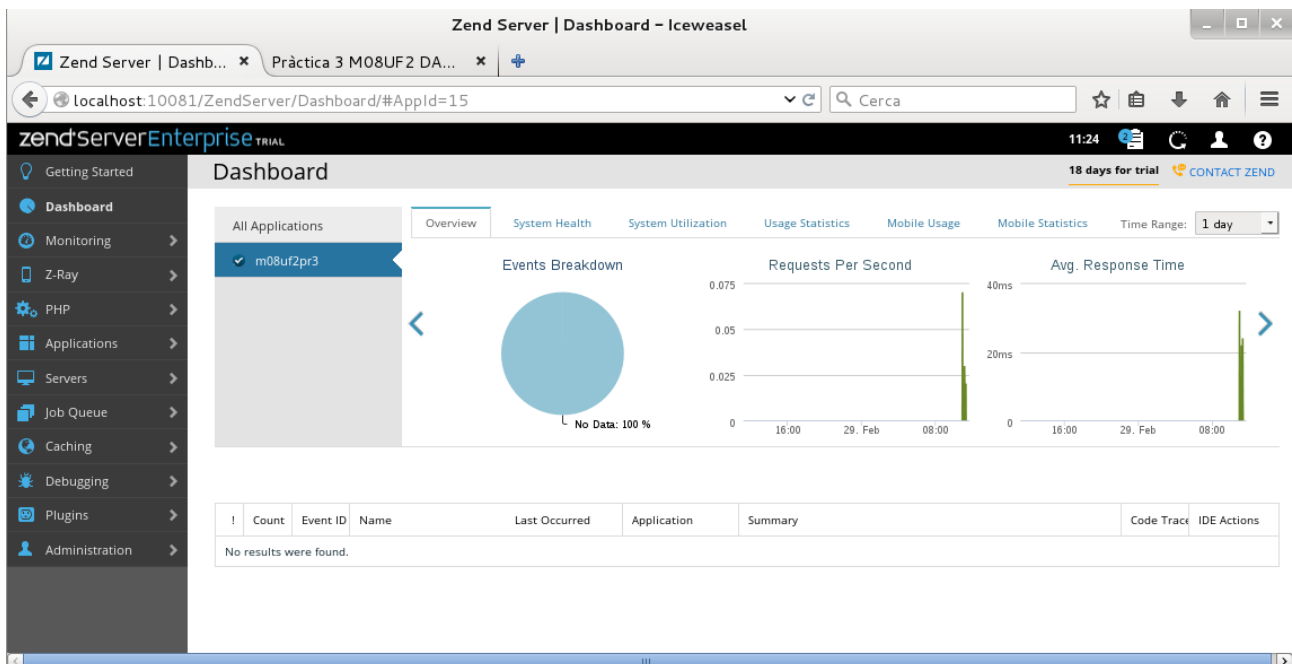 Zend Server | Dashboard - Iceweasel
Zend Server | Dashb... × Pràctica 3 M08UF2 DA... ×
localhost:10081/ZendServer/Dashboard/#AppId=15 Cerca
zend'ServerEnterprise TRIAL 11:24 2
Getting Started
Dashboard 18 days for trial CONTACT ZEND
Dashboard
Monitoring
Z-Ray
PHP
Applications
Servers
Job Queue
Caching
Debugging
Plugins
Administration
All Applications
m08uf2pr3
Overview System Health System Utilization Usage Statistics Mobile Usage Mobile Statistics Time Range: 1 day
Events Breakdown
No Data: 100 %
Requests Per Second
0.075
0.05
0.025
0
16:00 29. Feb 08:00
Avg. Response Time
40ms
20ms
0
16:00 29. Feb 08:00
! Count Event ID Name Last Occurred Application Summary Code Trace IDE Actions
No results were found.